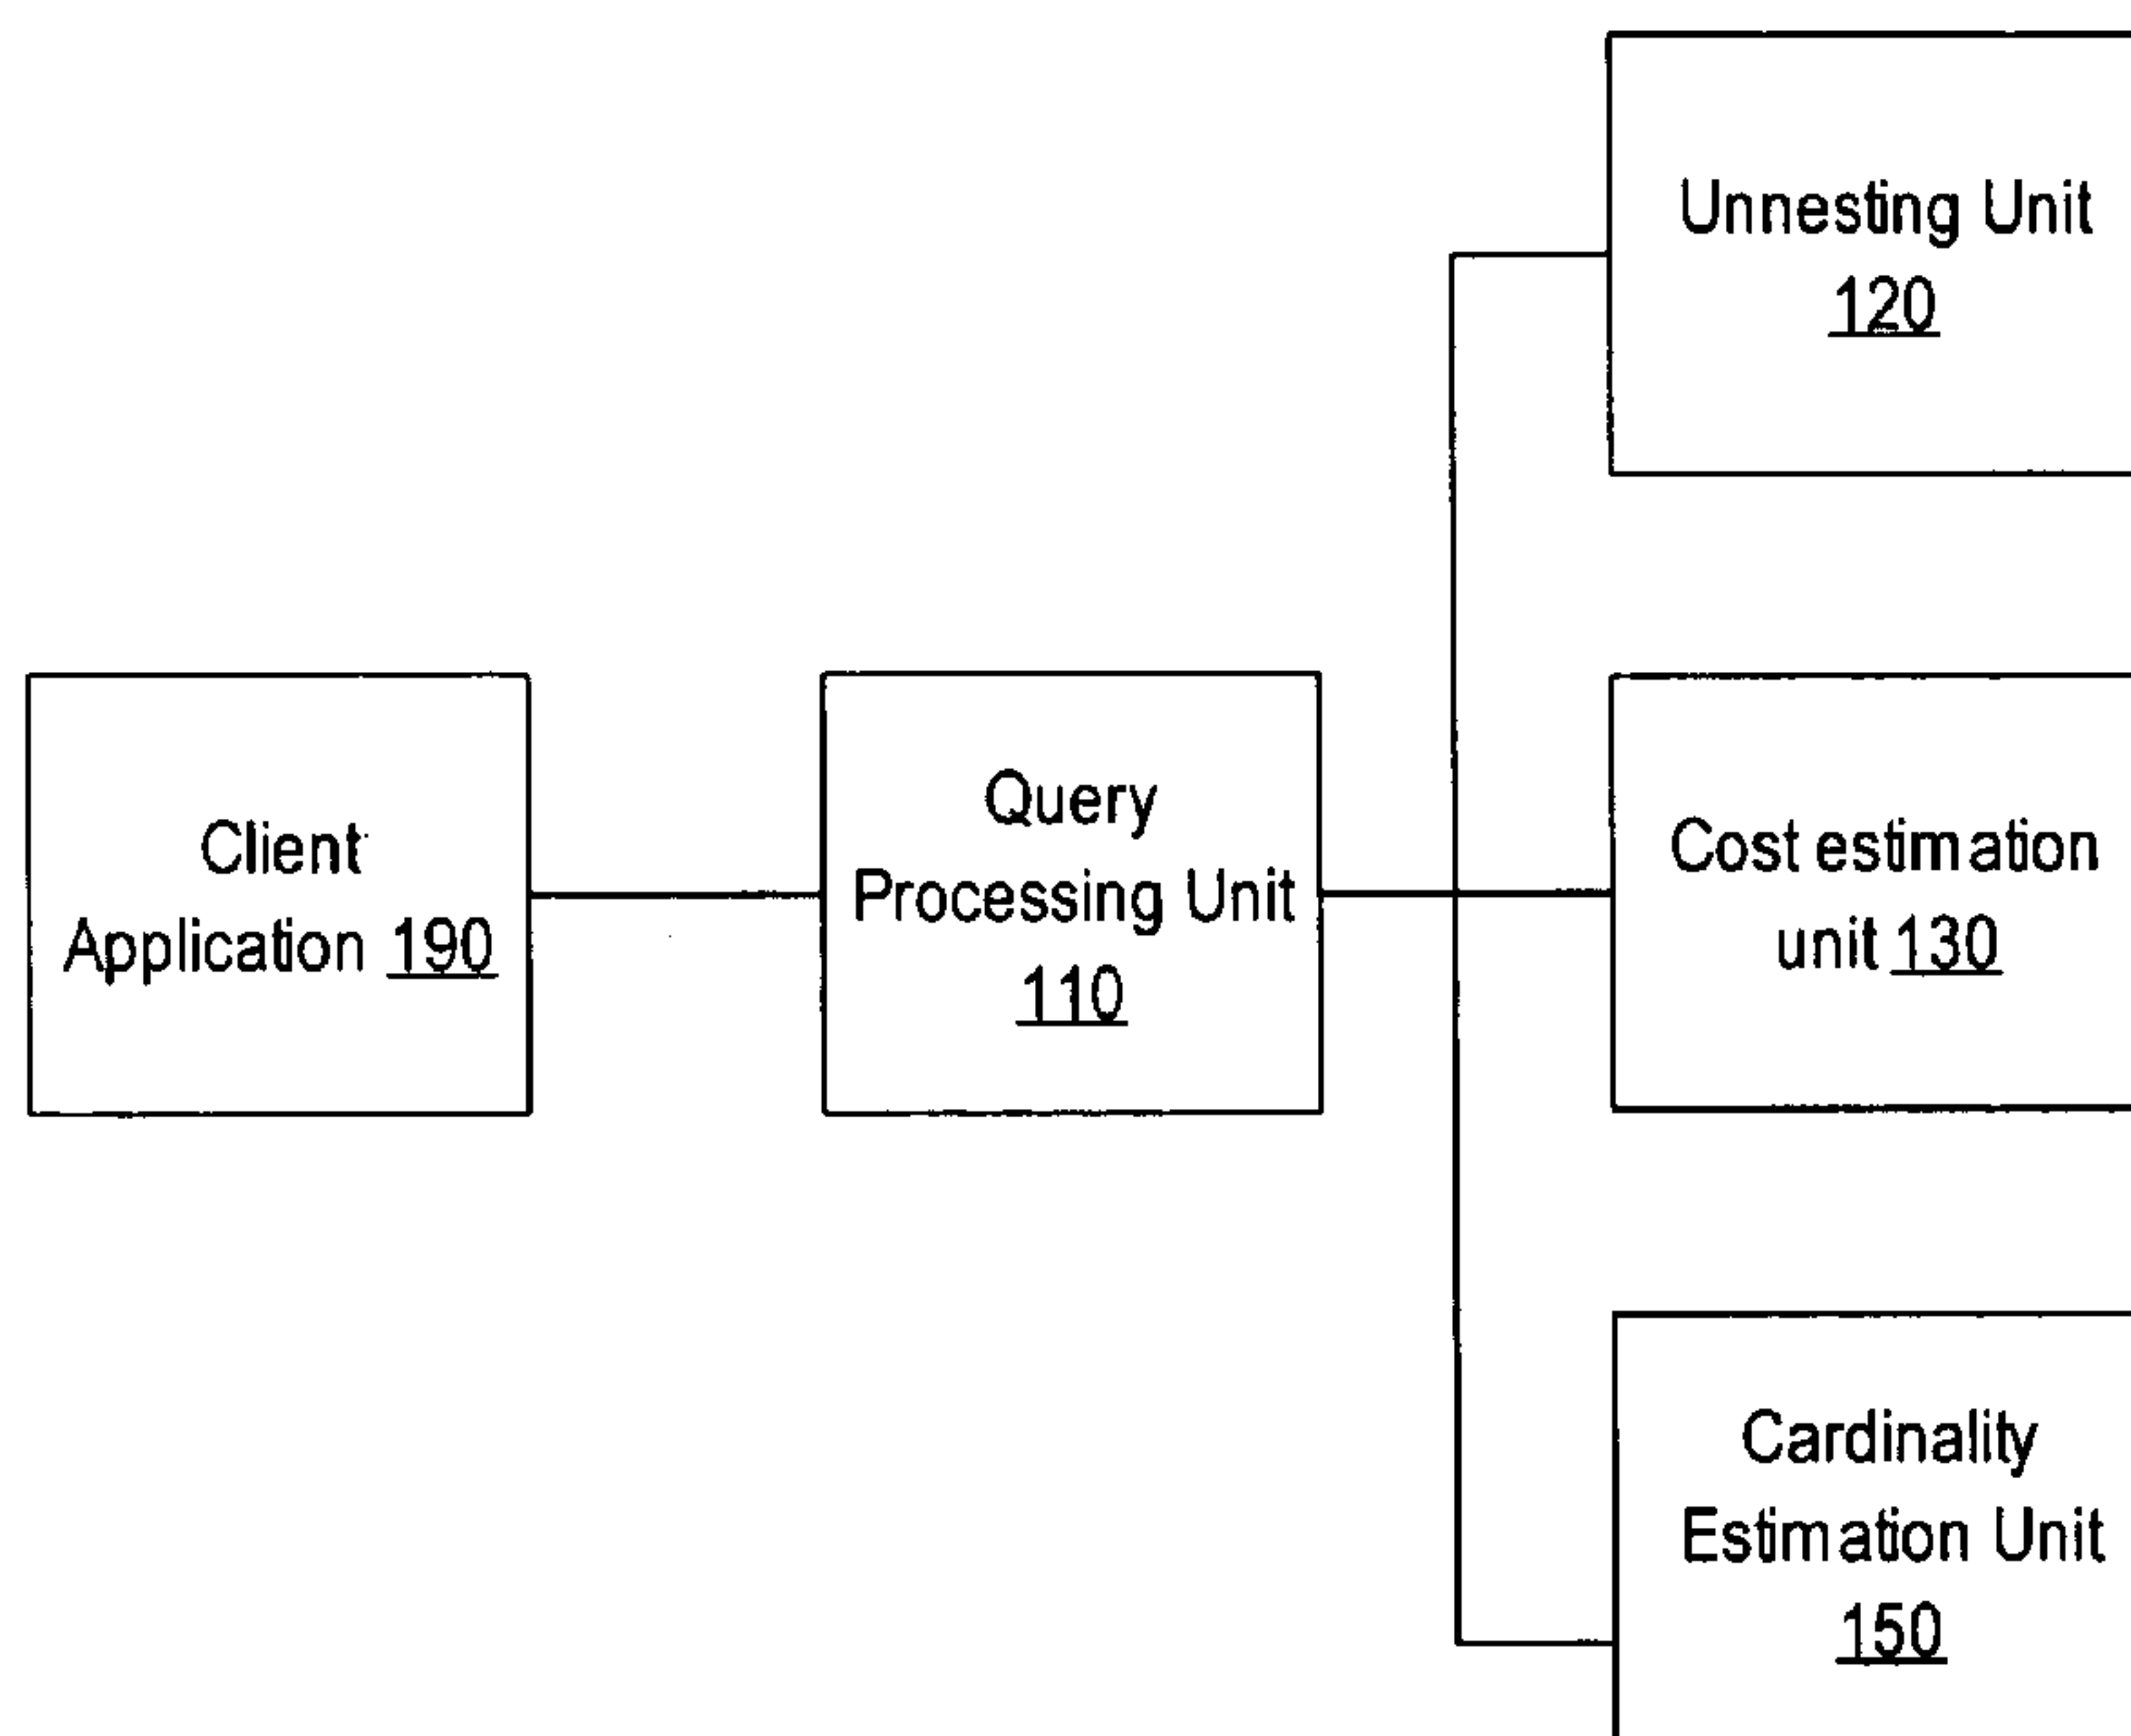 Unnesting Unit
120
Client
Application 190
Query
Processing Unit
110
Cost estimation
unit 130
Cardinality
Estimation Unit
150